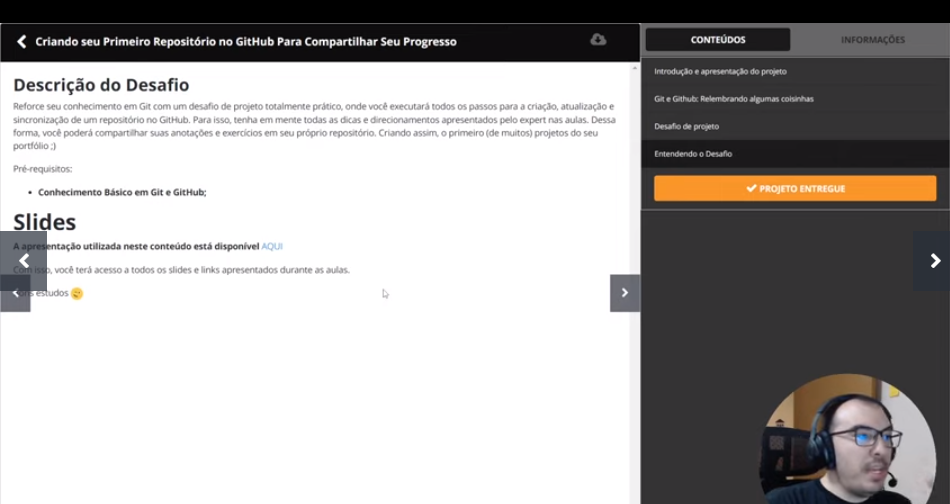 Criando seu Primeiro Repositório no GitHub Para Compartilhar Seu Progresso
CONTEÚDOS
INFORMAÇÕES
Descrição do Desafio
Reforce seu conhecimento em Git com um desafio de projeto totalmente prático, onde você executará todos os passos para a criação, atualização e
sincronização de um repositório no GitHub. Para isso, tenha em mente todas as dicas e direcionamentos apresentados pelo expert nas aulas. Dessa
forma, você poderá compartilhar suas anotações e exercícios em seu próprio repositório. Criando assim, o primeiro (de muitos) projetos do seu
portfólio ;)
Pré-requisitos:
• Conhecimento Básico em Git e GitHub;
Slides
A apresentação utilizada neste conteúdo está disponível AQUI
Com isso, você terá acesso a todos os slides e links apresentados durante as aulas.
estudos
Introdução e apresentação do projeto
Git e Github: Relembrando algumas coisinhas
Desafio de projeto
Entendendo o Desafio
PROJETO ENTREGUE